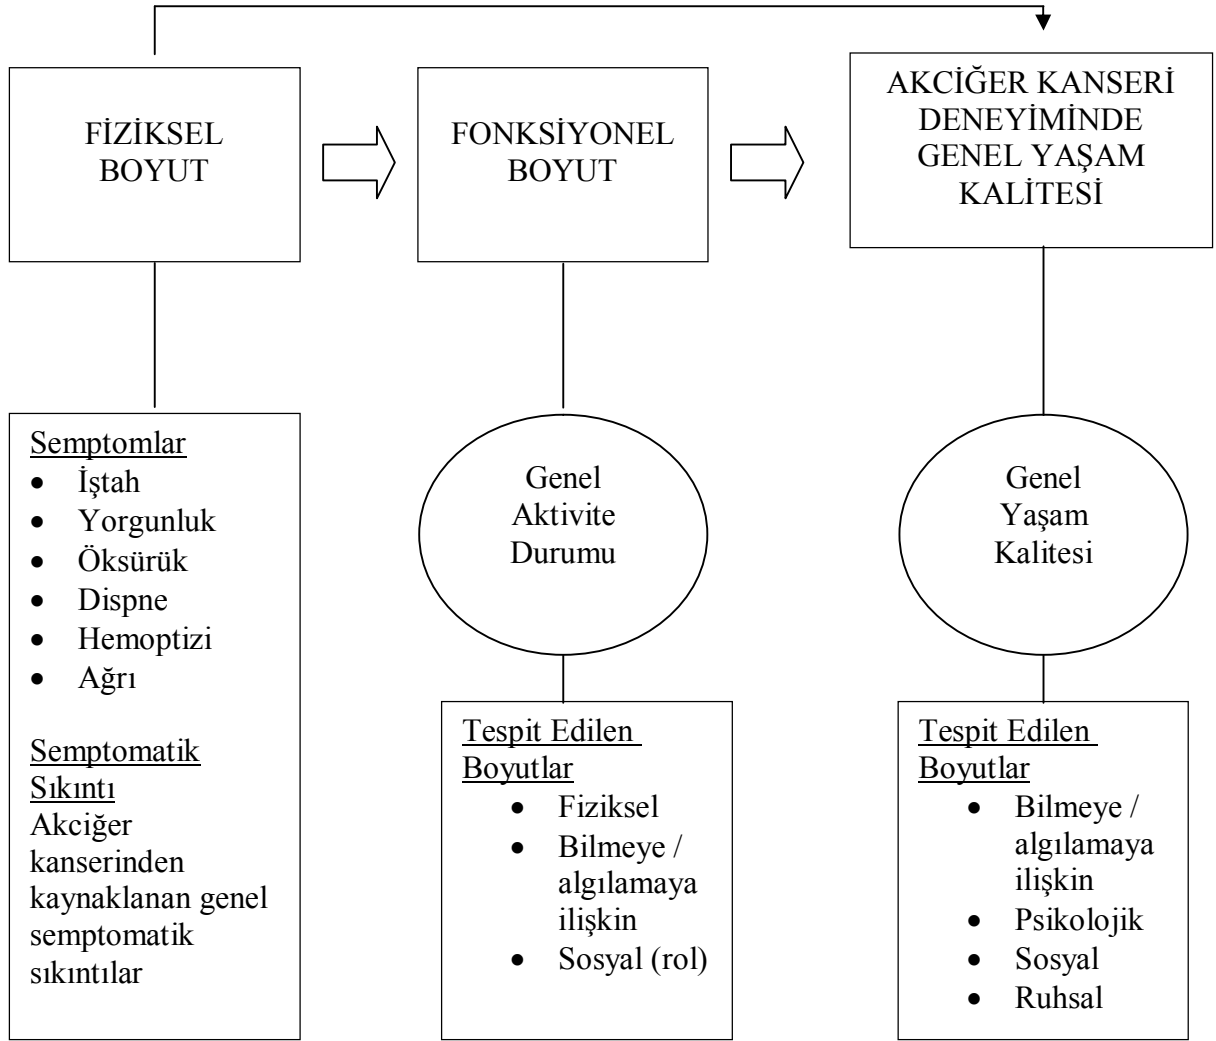 FİZİKSEL
BOYUT
FONKSİYONEL
BOYUT
AKCİĞER KANSERİ
DENEYİMİNDE
GENEL YAŞAM
KALİTESİ
Semptomlar
• İştah
• Yorgunluk
• Öksürük
• Dispne
• Hemoptizi
• Ağrı
Semptomatik
Sıkıntı
Akciğer
kanserinden
kaynaklanan genel
semptomatik
sıkıntılar
Genel
Aktivite
Durumu
Tespit Edilen
Boyutlar
• Fiziksel
• Bilmeye /
algılamaya
ilişkin
• Sosyal (rol)
Genel
Yaşam
Kalitesi
Tespit Edilen
Boyutlar
• Bilmeye /
algılamaya
ilişkin
• Psikolojik
• Sosyal
• Ruhsal